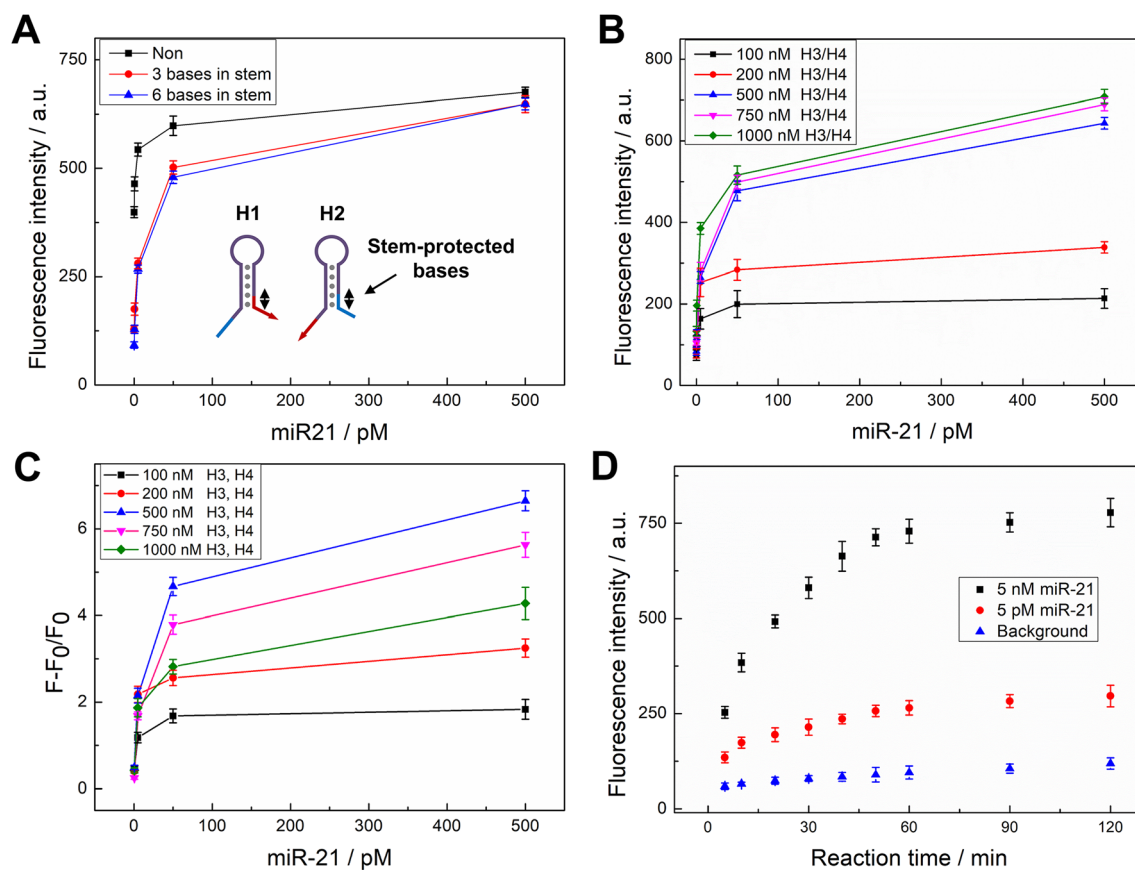 A
Fluorescence intensity / a.u.
750
500
250
0
Non
3 bases in stem
6 bases in stem
H1
H2
Stem-protected
bases
0 100 200 300 400 500
miR21 / pM
B
Fluorescence intensity / a.u.
800
600
400
200
0
100 nM H3/H4
200 nM H3/H4
500 nM H3/H4
750 nM H3/H4
1000 nM H3/H4
0 100 200 300 400 500
miR-21 / pM
C
F-F0/F0
6
4
2
0
100 nM H3, H4
200 nM H3, H4
500 nM H3, H4
750 nM H3, H4
1000 nM H3, H4
0 100 200 300 400 500
miR-21 / pM
D
Fluorescence intensity / a.u.
750
500
250
0
5 nM miR-21
5 pM miR-21
Background
0 30 60 90 120
Reaction time / min